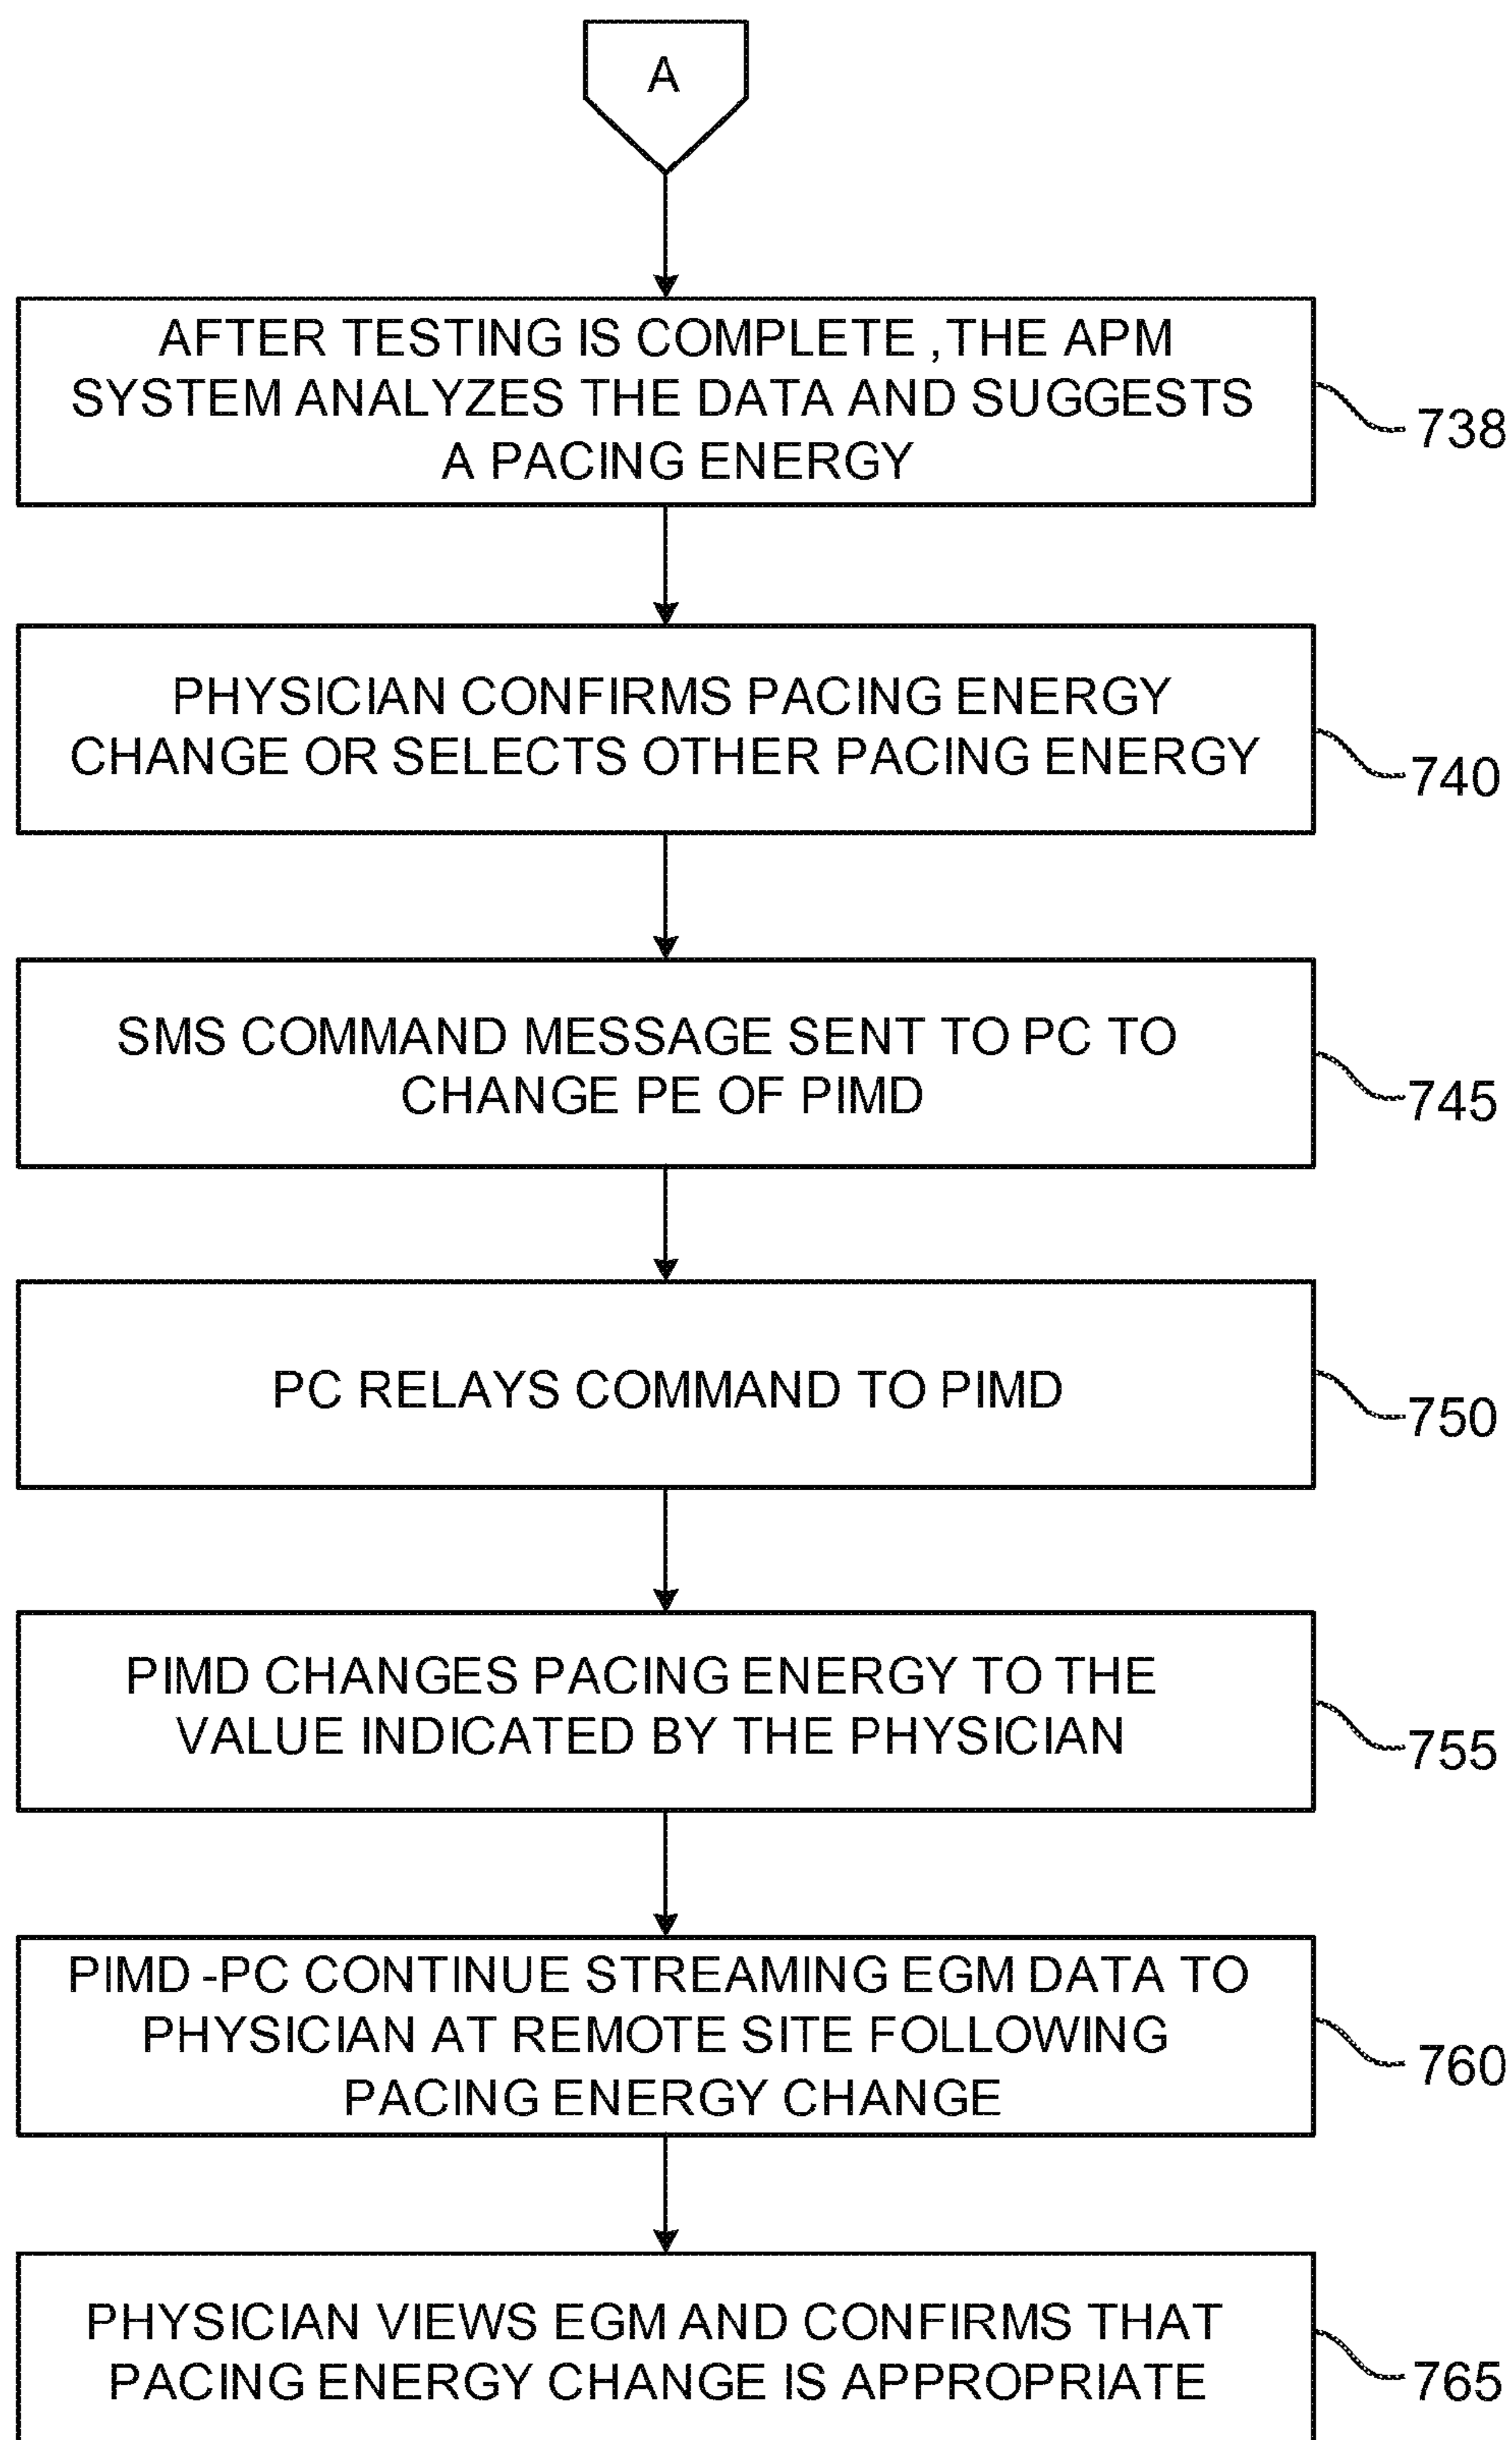 A
AFTER TESTING IS COMPLETE ,THE APM
SYSTEM ANALYZES THE DATA AND SUGGESTS
A PACING ENERGY
738
PHYSICIAN CONFIRMS PACING ENERGY
CHANGE OR SELECTS OTHER PACING ENERGY
740
SMS COMMAND MESSAGE SENT TO PC TO
CHANGE PE OF PIMD
745
PC RELAYS COMMAND TO PIMD
750
PIMD CHANGES PACING ENERGY TO THE
VALUE INDICATED BY THE PHYSICIAN
755
PIMD -PC CONTINUE STREAMING EGM DATA TO
PHYSICIAN AT REMOTE SITE FOLLOWING
PACING ENERGY CHANGE
760
PHYSICIAN VIEWS EGM AND CONFIRMS THAT
PACING ENERGY CHANGE IS APPROPRIATE
765